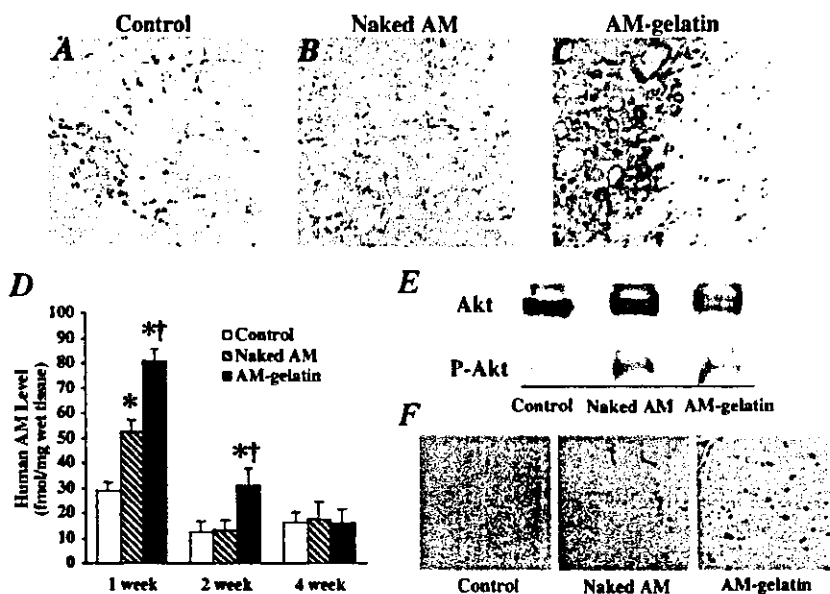 Control Naked AM AM-gelatin
A B C
D
100
90
80
70
60
50
40
30
20
10
0
Human AM Level
(fmol/mg wet tissue)
*
*†
*†
Control
Naked AM
AM-gelatin
1 week 2 week 4 week
E
Akt
P-Akt
Control Naked AM AM-gelatin
F
Control Naked AM AM-gelatin